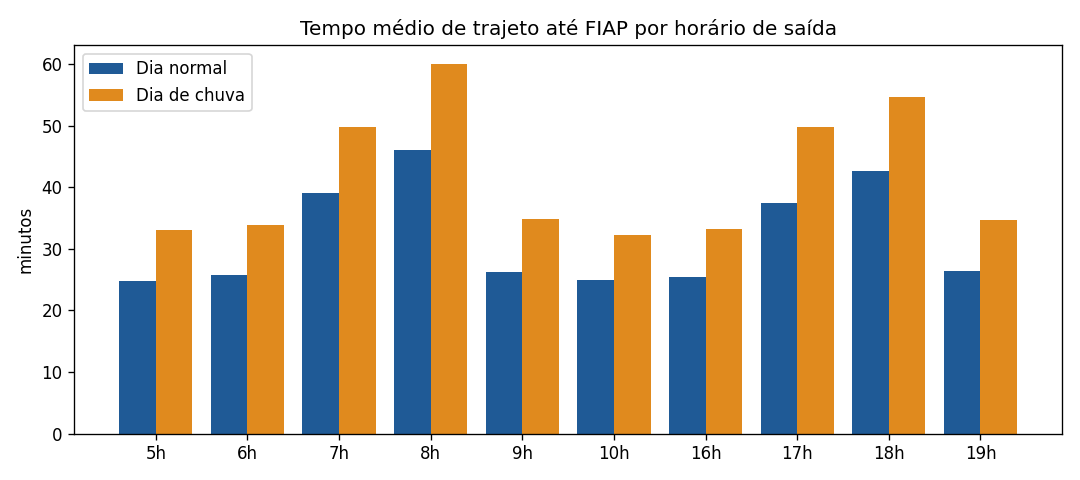 Tempo médio de trajeto até FIAP por horário de saída
Dia normal
Dia de chuva
minutos
60
50
40
30
20
10
0
5h 6h 7h 8h 9h 10h 16h 17h 18h 19h